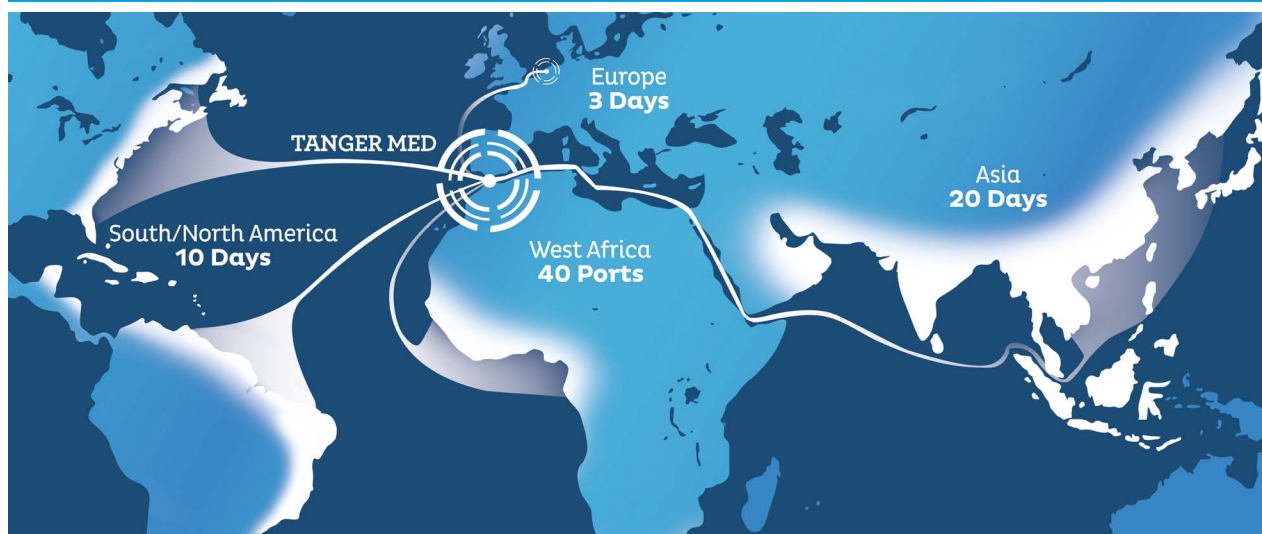 Europe
3 Days
TANGER MED
Asia
20 Days
South/North America
10 Days
West Africa
40 Ports